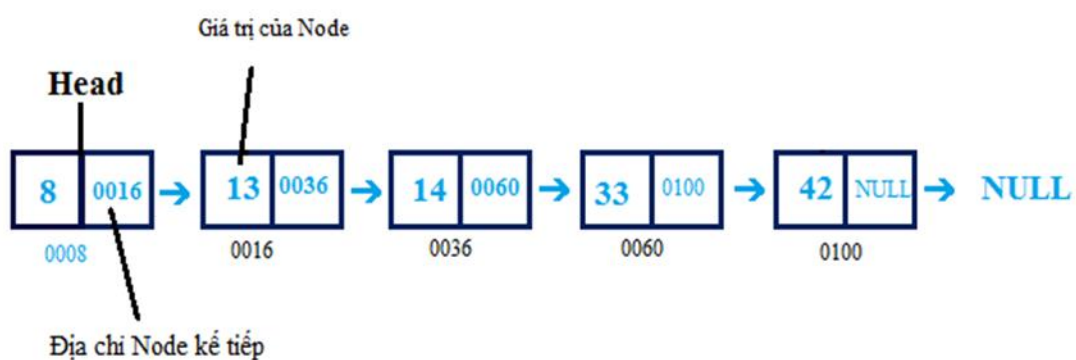 Giá trị của Node
Head
8 0016 13 0036 14 0060 33 0100 42 NULL NULL
0008 0016 0036 0060 0100
Địa chỉ Node kế tiếp